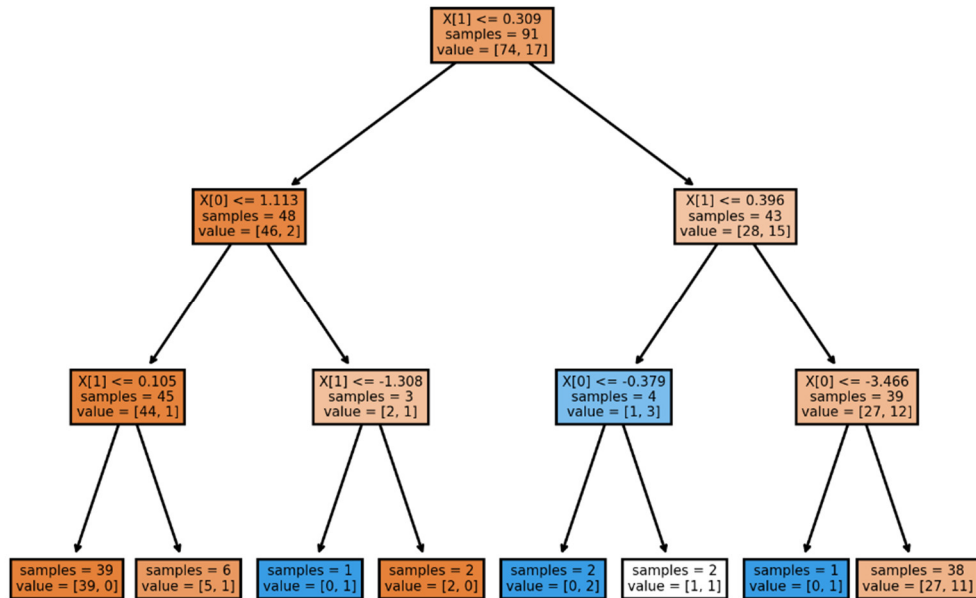 X[1] <= 0.309
samples = 91
value = [74, 17]
X[0] <= 1.113
samples = 48
value = [46, 2]
X[1] <= 0.396
samples = 43
value = [28, 15]
X[1] <= 0.105
samples = 45
value = [44, 1]
X[1] <= -1.308
samples = 3
value = [2, 1]
X[0] <= -0.379
samples = 4
value = [1, 3]
X[0] <= -3.466
samples = 39
value = [27, 12]
samples = 39
value = [39, 0]
samples = 6
value = [5, 1]
samples = 1
value = [0, 1]
samples = 2
value = [2, 0]
samples = 2
value = [0, 2]
samples = 2
value = [1, 1]
samples = 1
value = [0, 1]
samples = 38
value = [27, 11]